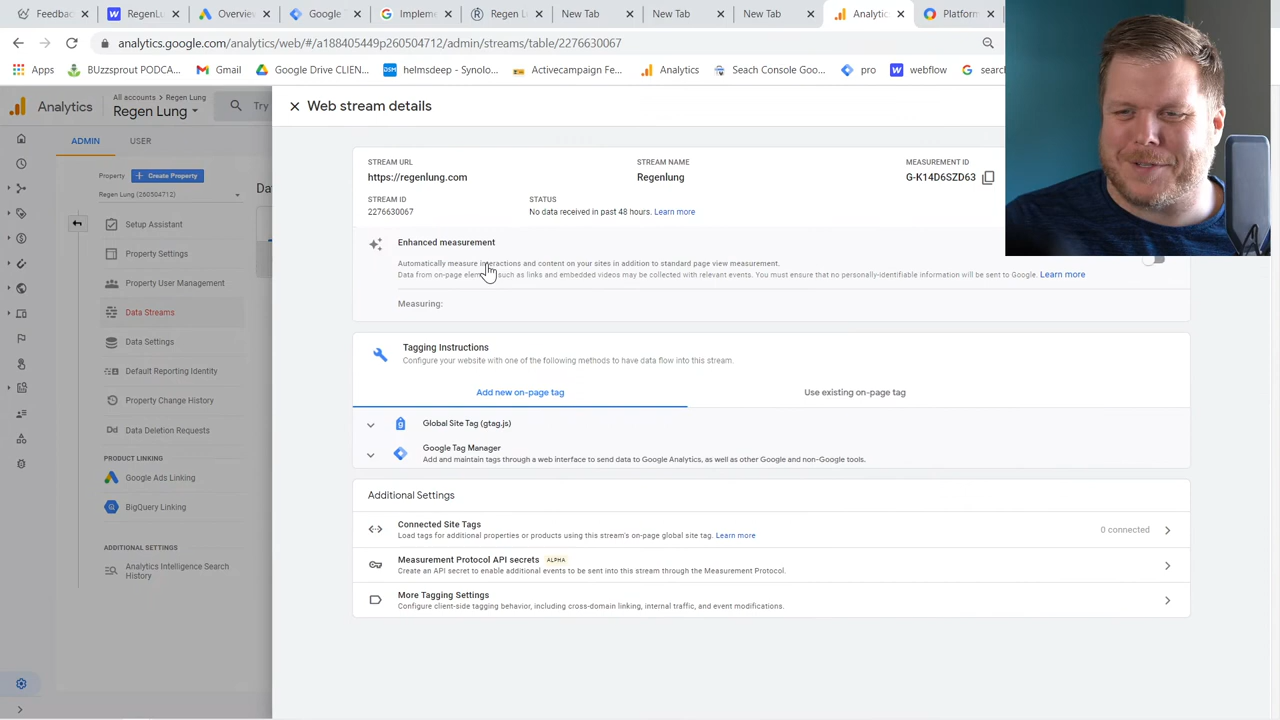 Feedback
RegenLu
Overview
Google T
Impleme
Regen L
New Tab
New Tab
New Tab
Analytic
Platform
analytics.google.com/analytics/web/#/a188405449p260504712/admin/streams/table/2276630067
Apps
BUzzsprout PODCA...
Gmail
Google Drive CLIEN...
helmsdeep - Synolo...
Activecampaign Fe...
Analytics
Seach Console Goo...
pro
webflow
search
Analytics
All accounts > Regen Lung
Regen Lung
Try
Web stream details
ADMIN
USER
Property
+ Create Property
Regen Lung (260504712)
Da
Setup Assistant
Property Settings
Property User Management
Data Streams
Data Settings
Default Reporting Identity
Property Change History
Data Deletion Requests
PRODUCT LINKING
Google Ads Linking
BigQuery Linking
ADDITIONAL SETTINGS
Analytics Intelligence Search
History
STREAM URL
STREAM NAME
MEASUREMENT ID
https://regenlung.com
Regenlung
G-K14D6SZD63
STREAM ID
STATUS
2276630067
No data received in past 48 hours. Learn more
Enhanced measurement
Automatically measure interactions and content on your sites in addition to standard page view measurement.
Data from on-page elem such as links and embedded videos may be collected with relevant events. You must ensure that no personally-identifiable information will be sent to Google. Learn more
Measuring:
Tagging Instructions
Configure your website with one of the following methods to have data flow into this stream.
Add new on-page tag
Use existing on-page tag
Global Site Tag (gtag.js)
Google Tag Manager
Add and maintain tags through a web interface to send data to Google Analytics, as well as other Google and non-Google tools.
Additional Settings
Connected Site Tags
Load tags for additional properties or products using this stream's on-page global site tag. Learn more
0 connected
Measurement Protocol API secrets ALPHA
Create an API secret to enable additional events to be sent into this stream through the Measurement Protocol.
More Tagging Settings
Configure client-side tagging behavior, including cross-domain linking, internal traffic, and event modifications.